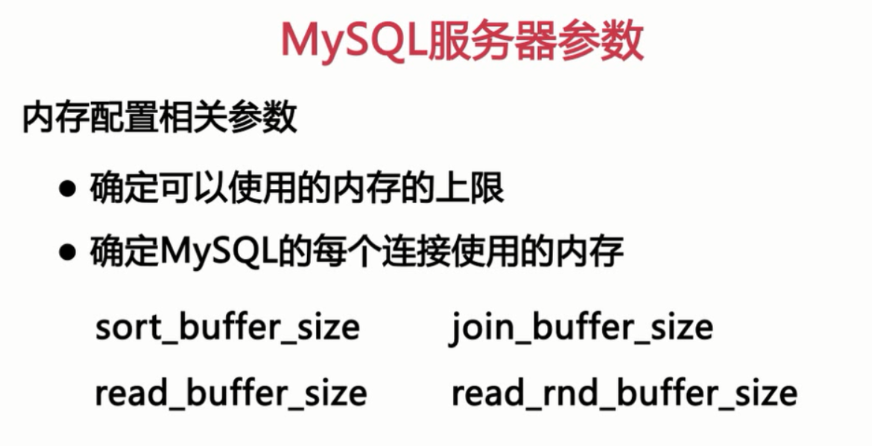 MySQL服务器参数
内存配置相关参数
● 确定可以使用的内存的上限
● 确定MySQL的每个连接使用的内存
sort_buffer_size join_buffer_size
read_buffer_size read_rnd_buffer_size